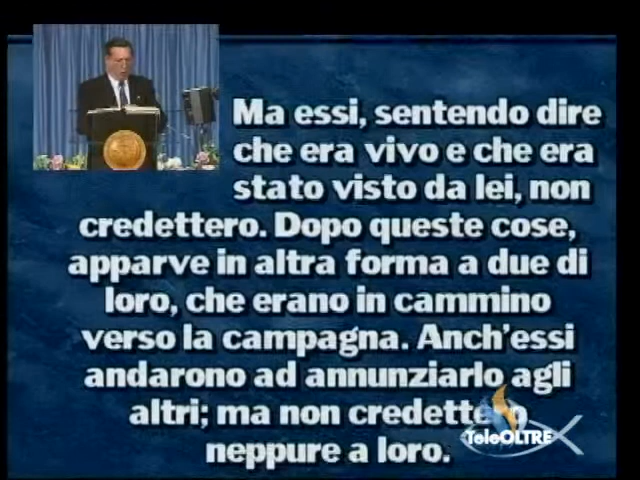 Ma essi, sentendo dire
che era vivo e che era
stato visto da lei, non
credettero. Dopo queste cose,
apparve in altra forma a due di
loro, che erano in cammino
verso la campagna. Anch'essi
andarono ad annunziarlo agli
altri; ma non credettero
neppure a loro.
TeleOLTRE